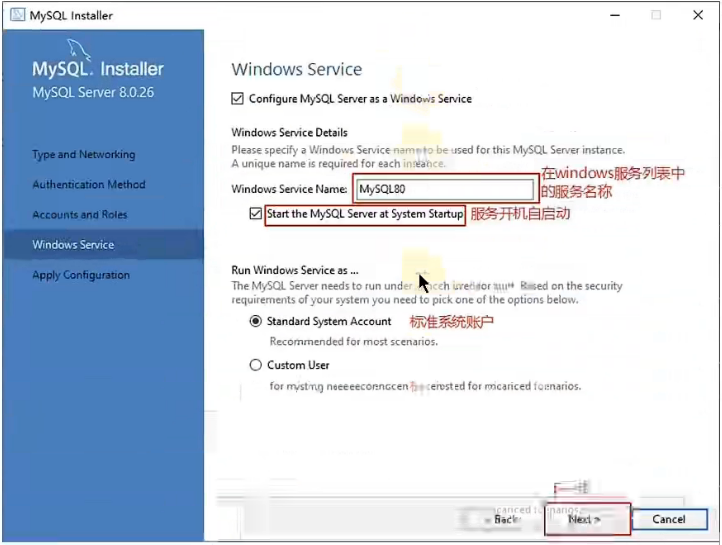 MySQL Installer
MySQL. Installer
MySQL Server 8.0.26
Type and Networking
Authentication Method
Accounts and Roles
Windows Service
Apply Configuration
Windows Service
Configure MySQL Server as a Windows Service
Windows Service Details
Please specify a Windows Service name to be used for this MySQL Server instance.
A unique name is required for each instance.
Windows Service Name: MySQL80
在windows服务列表中
的服务名称
Start the MySQL Server at System Startup 服务开机自启动
Run Windows Service as ...
The MySQL Server needs to run under Based on the security
requirements of your system you need to pick one of the options below.
Standard System Account 标准系统账户
Recommended for most scenarios.
Custom User
for
Back Next > Cancel